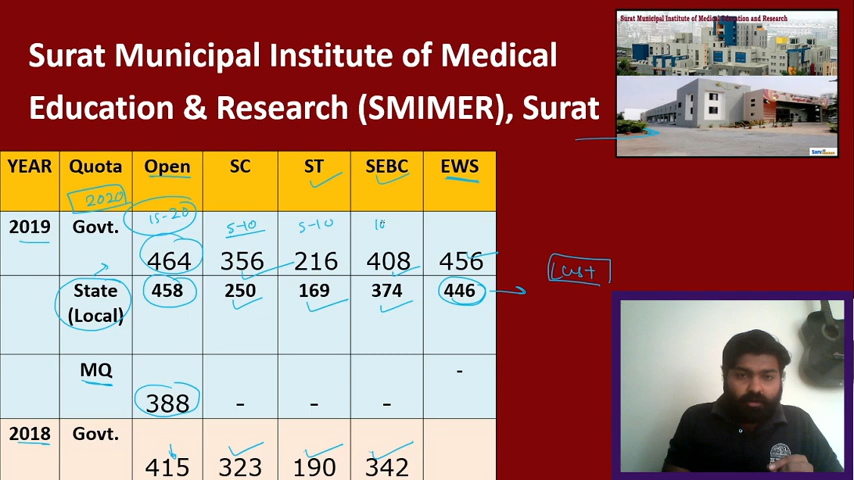 Surat Municipal Institute of Medical
Education & Research (SMIMER), Surat
Surat Municipal Institute of Medical Education and Research
YEAR Quota Open SC ST SEBC EWS
2020 15-20 5-10 5-10 10
2019 Govt. 464 356 216 408 456
State (Local) 458 250 169 374 446
Last
MQ 388 - - - -
2018 Govt. 415 323 190 342